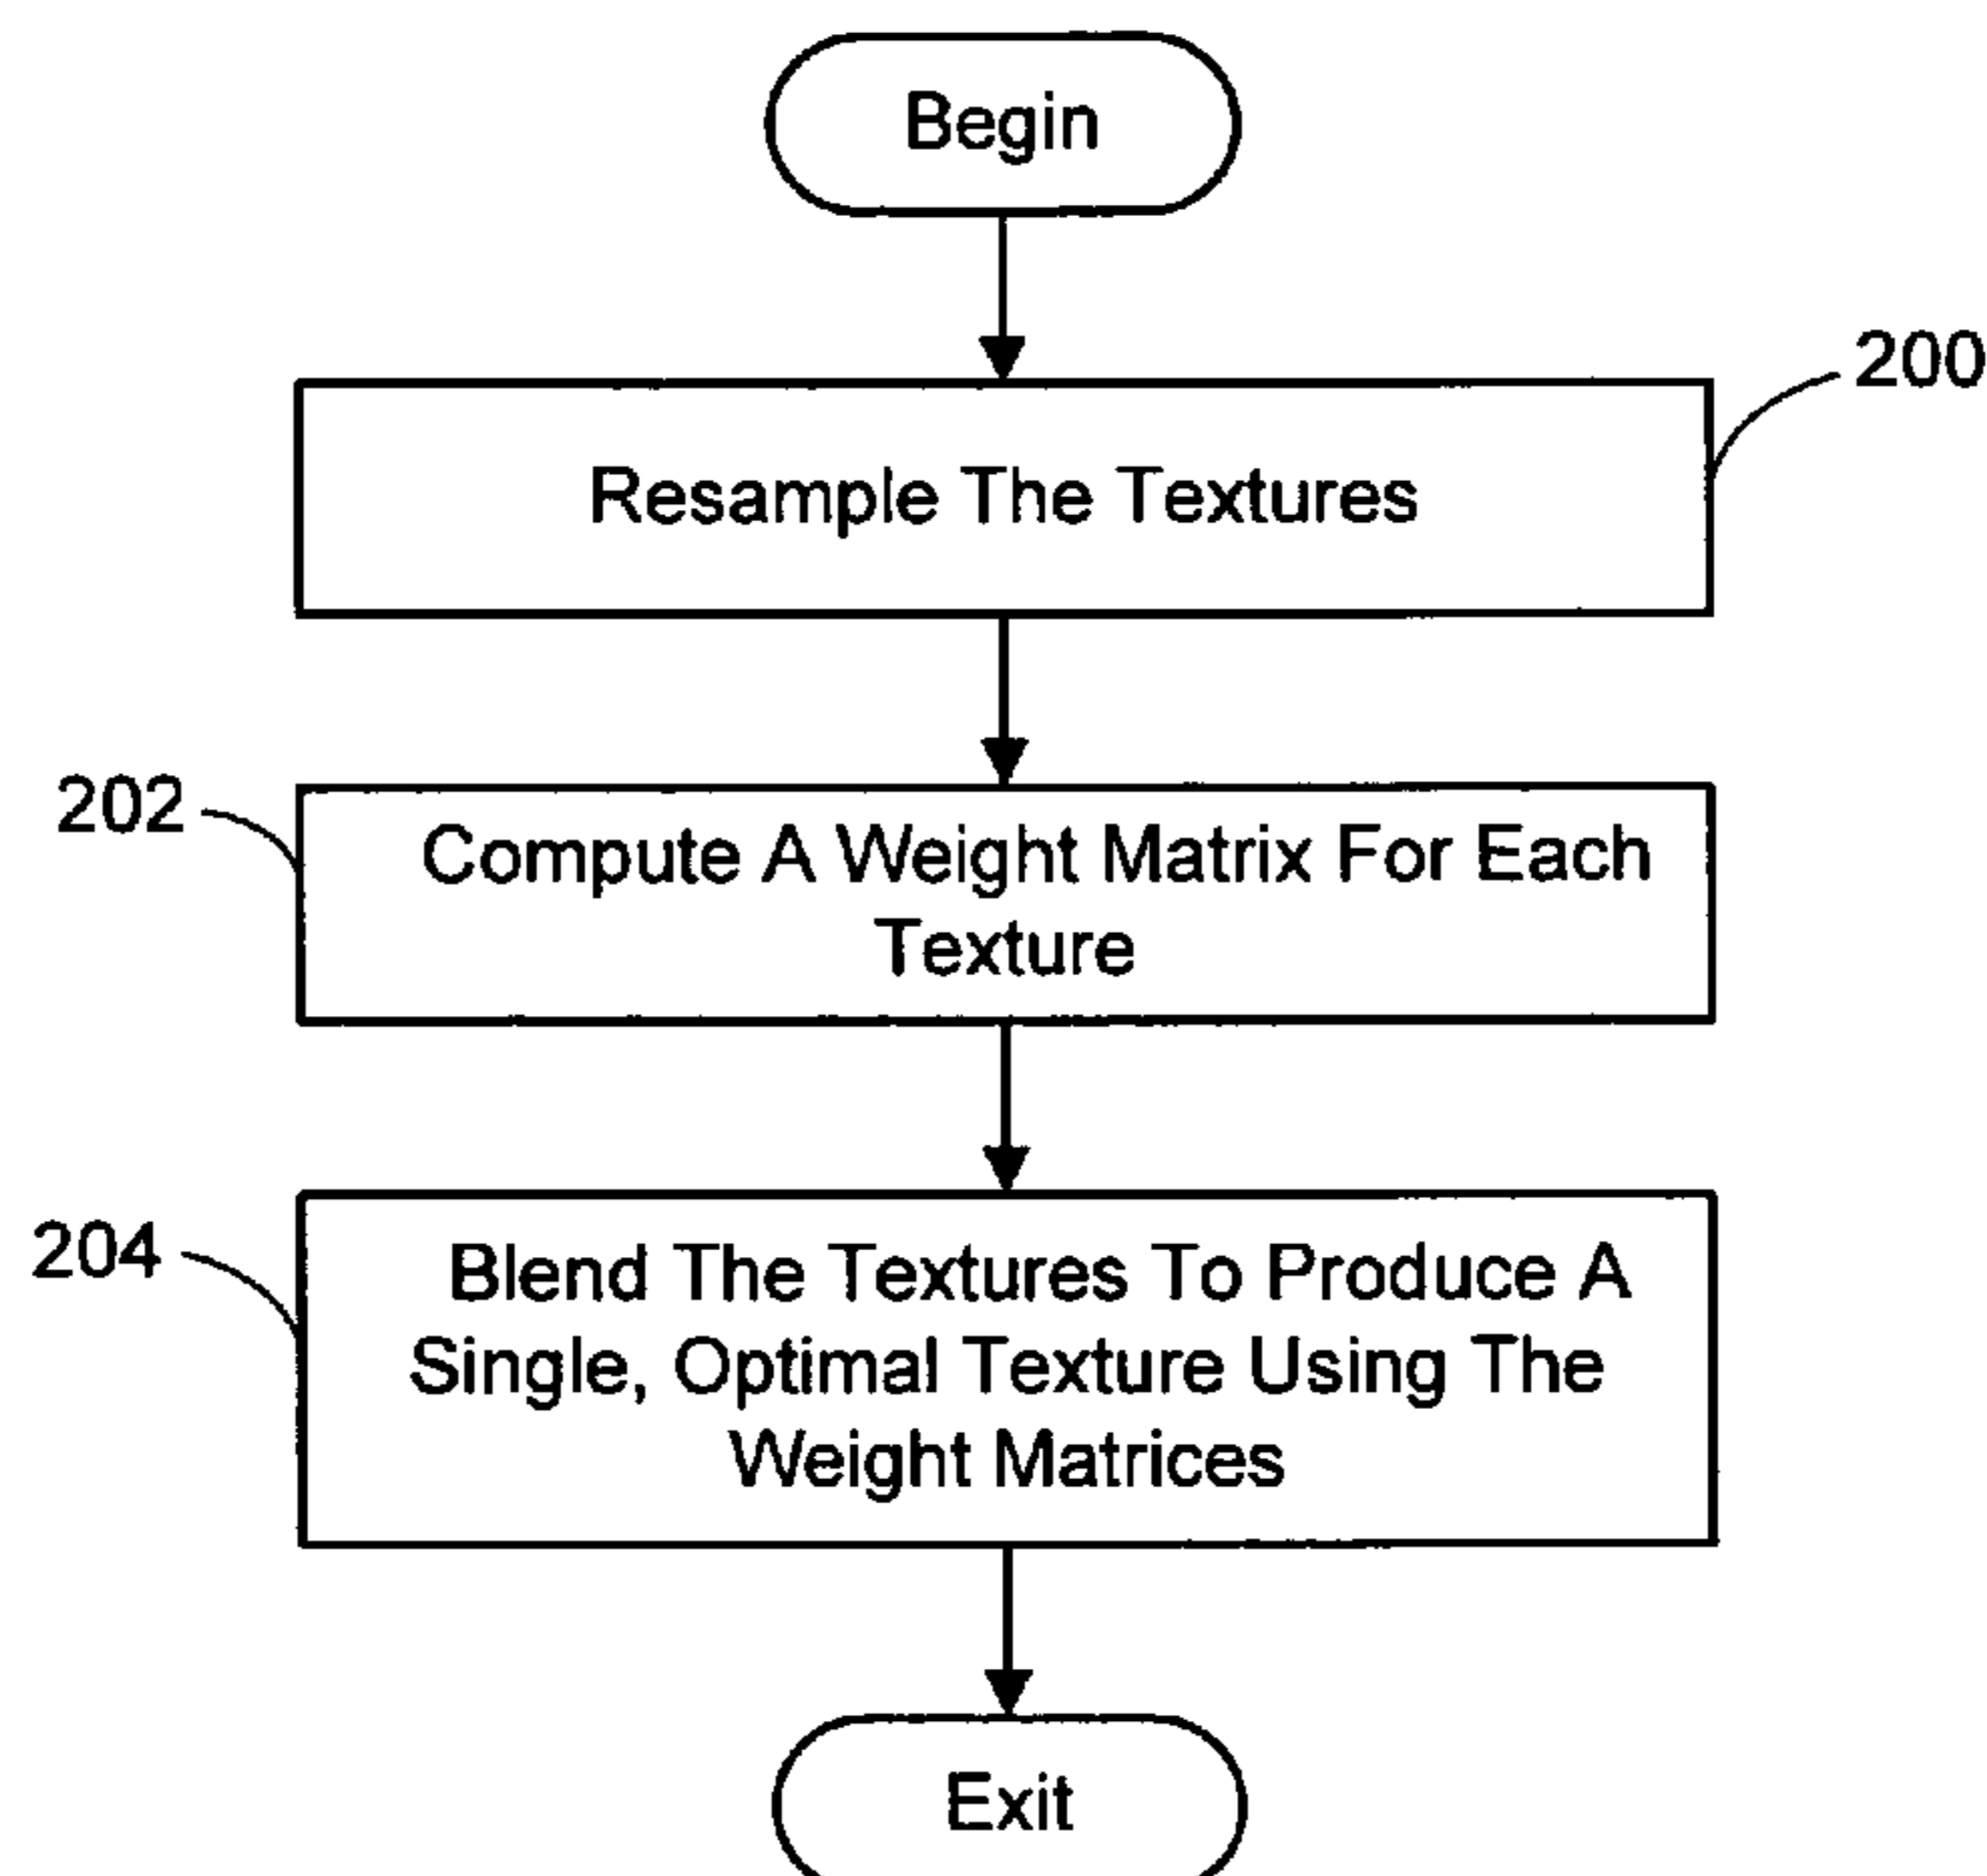 Begin
200
Resample The Textures
202
Compute A Weight Matrix For Each
Texture
204
Blend The Textures To Produce A
Single, Optimal Texture Using The
Weight Matrices
Exit